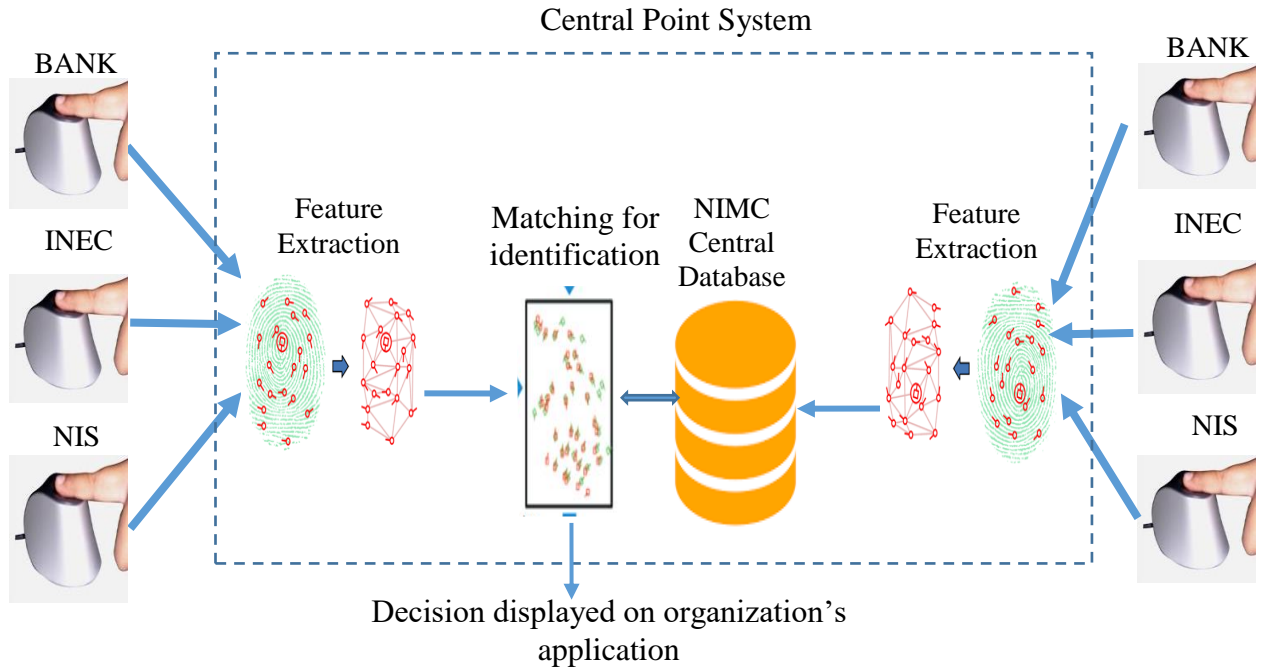 Central Point System
BANK
BANK
INEC
Feature
Extraction
Matching for
identification
NIMC
Central
Database
Feature
Extraction
INEC
NIS
NIS
Decision displayed on organization’s
application